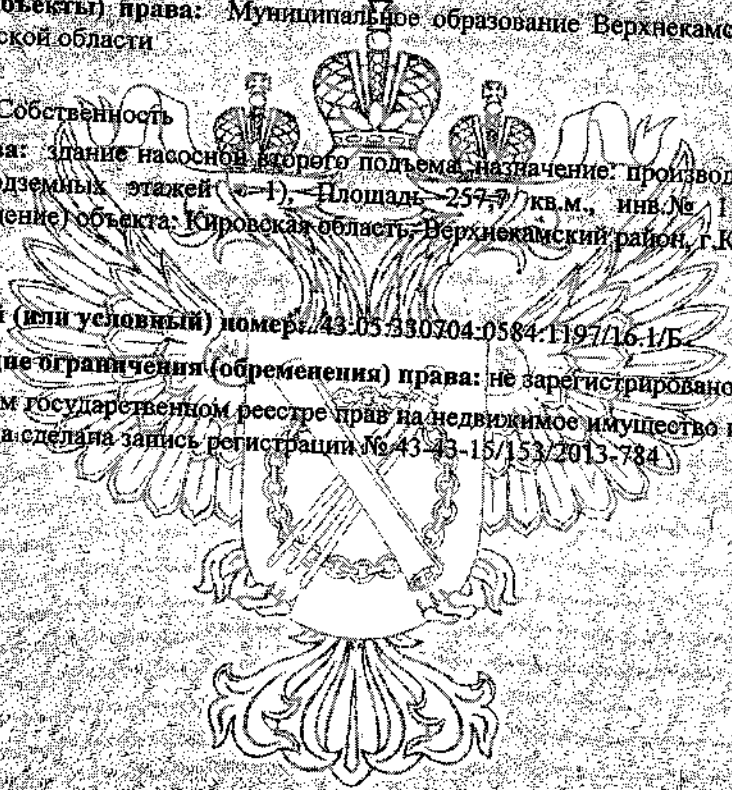 бъекты) права: Муниципальное образование Верхнекамс
ской области
Собственность
ва: здание насосной второго подъема, назначение: производ
одземных этажей 1), Площадь 257,7 кв.м., инв.№ 1
ение) объекта: Кировская область, Верхнекамский район, г.К
й (или условный) номер: 43:05:330704:0584:1197/16.1/Б
ие ограничения (обременения) права: не зарегистрировано
м государственном реестре прав на недвижимое имущество и
а сделана запись регистрации № 43-43-15/153/2013-784